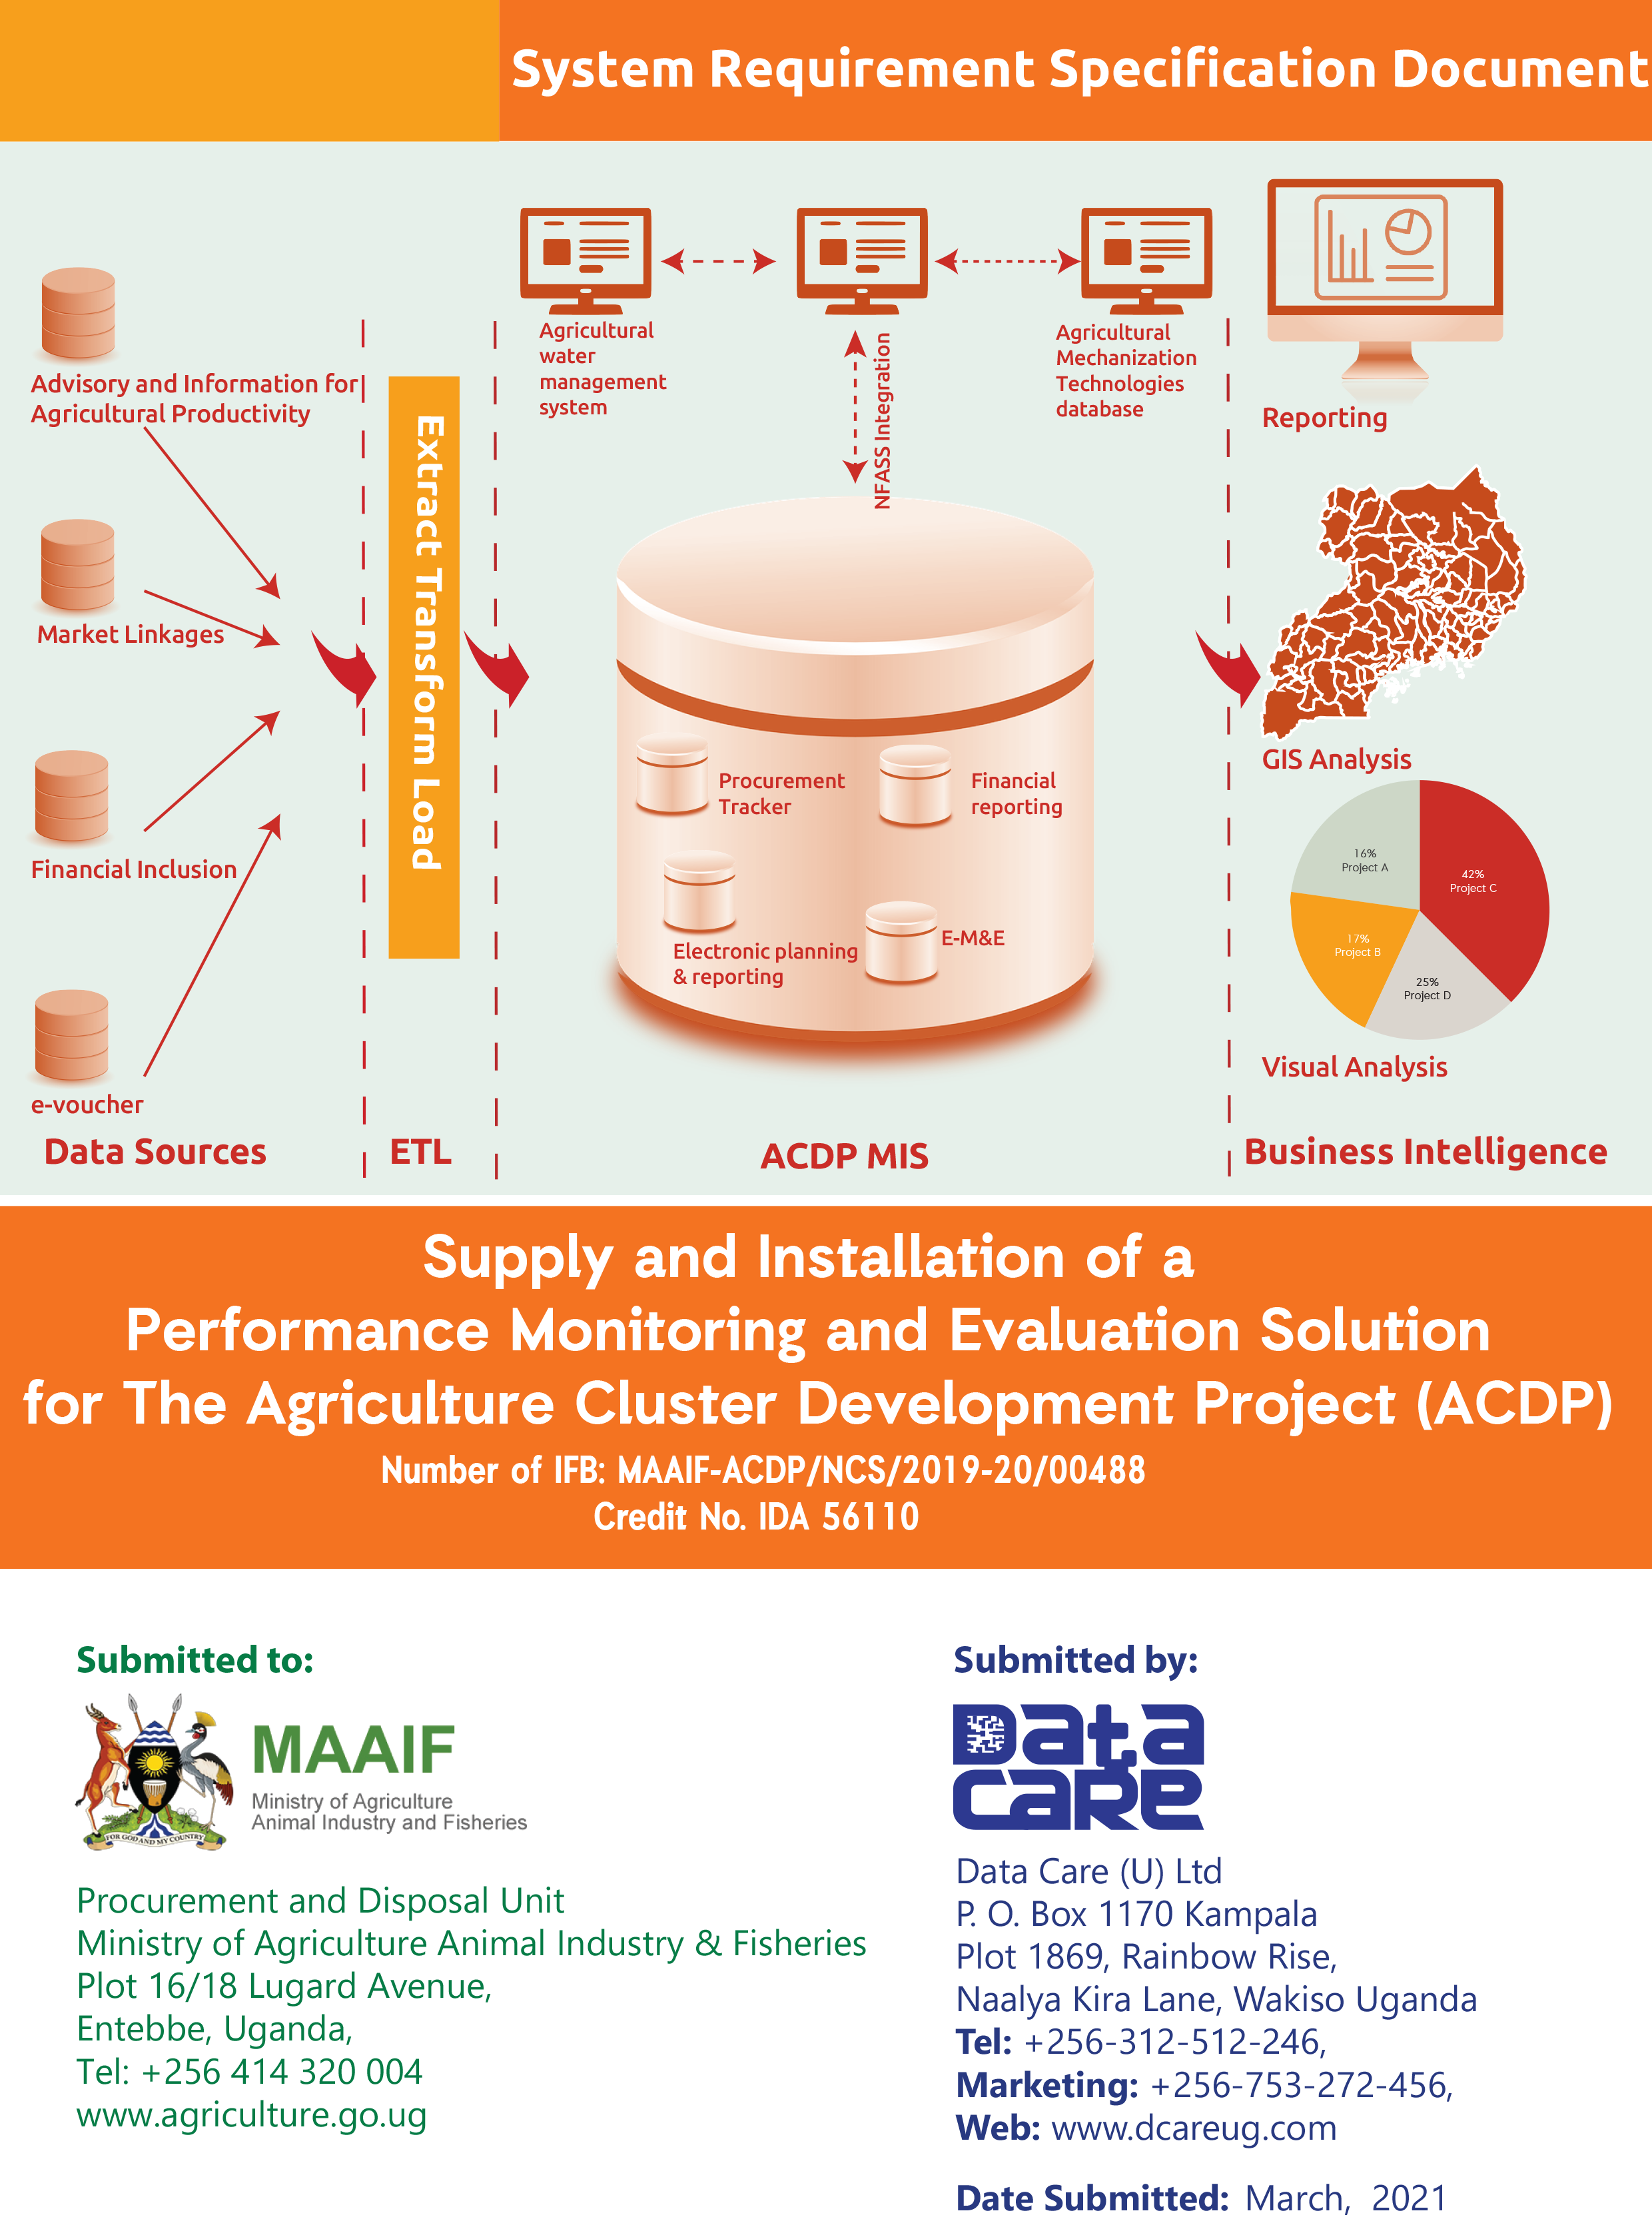 System Requirement Specification Document
Advisory and Information for
Agricultural Productivity
Market Linkages
Financial Inclusion
e-voucher
Data Sources
Extract Transform Load
ETL
Agricultural
water
management
system
NFASS Integration
Agricultural
Mechanization
Technologies
database
Procurement
Tracker
Financial
reporting
Electronic planning
& reporting
E-M&E
ACDP MIS
Reporting
GIS Analysis
16%
Project A
42%
Project C
17%
Project B
25%
Project D
Visual Analysis
Business Intelligence
Supply and Installation of a
Performance Monitoring and Evaluation Solution
for The Agriculture Cluster Development Project (ACDP)
Number of IFB: MAAIF-ACDP/NCS/2019-20/00488
Credit No. IDA 56110
Submitted to:
FOR GOD AND MY COUNTRY
MAAIF
Ministry of Agriculture
Animal Industry and Fisheries
Procurement and Disposal Unit
Ministry of Agriculture Animal Industry & Fisheries
Plot 16/18 Lugard Avenue,
Entebbe, Uganda,
Tel: +256 414 320 004
www.agriculture.go.ug
Submitted by:
Data
CaRe
Data Care (U) Ltd
P. O. Box 1170 Kampala
Plot 1869, Rainbow Rise,
Naalya Kira Lane, Wakiso Uganda
Tel: +256-312-512-246,
Marketing: +256-753-272-456,
Web: www.dcareug.com
Date Submitted: March, 2021